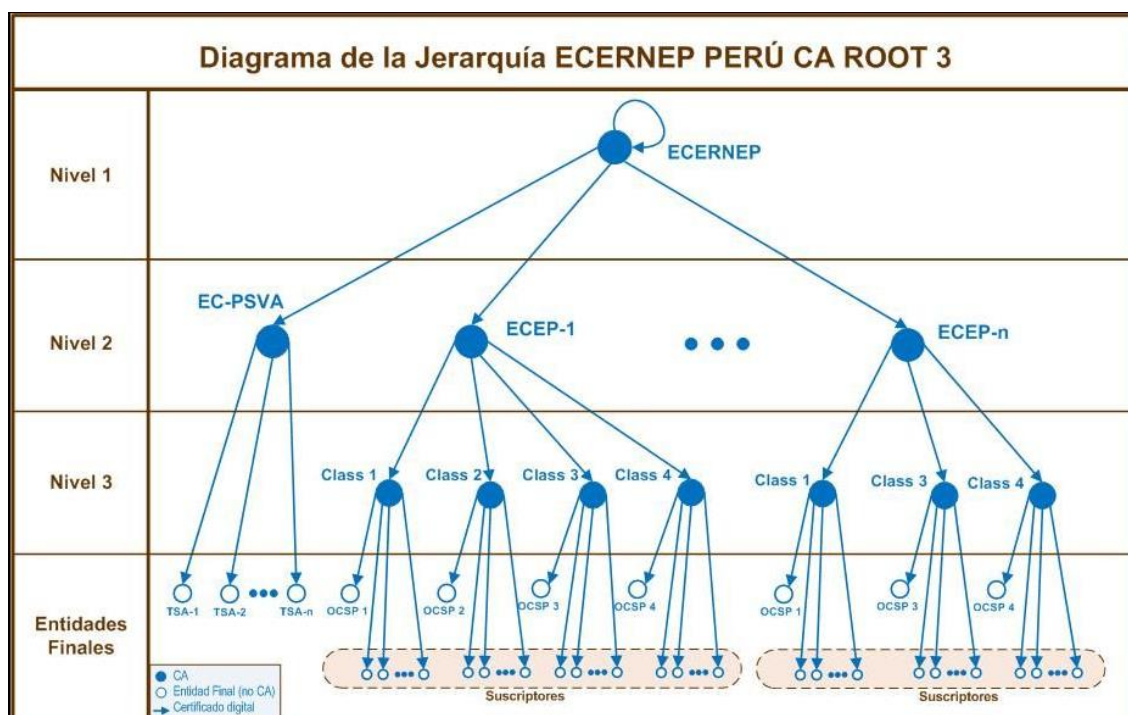 Diagrama de la Jerarquía ECERNEP PERÚ CA ROOT 3
Nivel 1
ECERNEP
Nivel 2
EC-PSVA
ECEP-1
ECEP-n
Nivel 3
Class 1
Class 2
Class 3
Class 4
Class 1
Class 3
Class 4
Entidades
Finales
TSA-1
TSA-2
TSA-n
OCSP 1
OCSP 2
OCSP 3
OCSP 4
OCSP 1
OCSP 3
OCSP 4
Suscriptores
Suscriptores
CA
Entidad Final (no CA)
Certificado digital